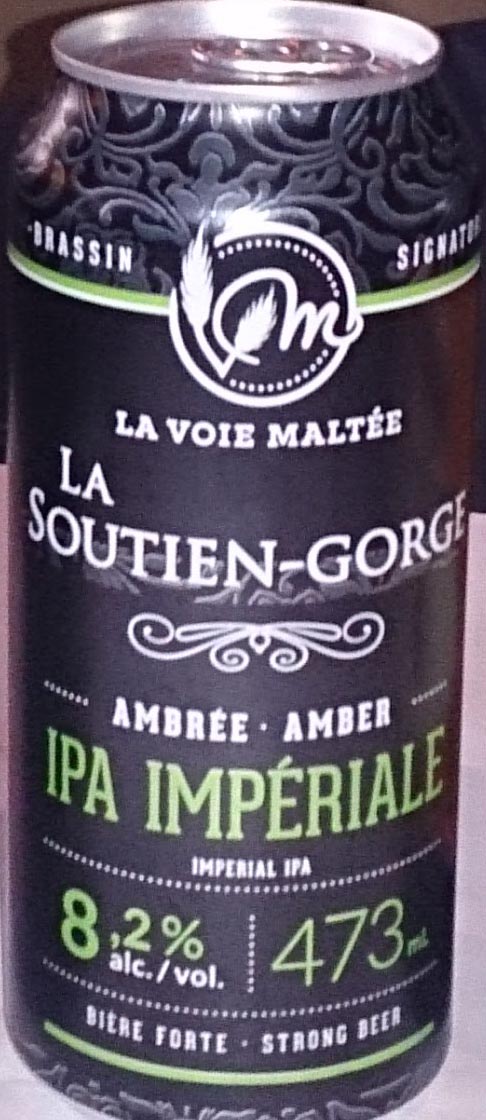 ·BRASSIN
SIGNATU
m
LA VOIE MALTÉE
LA
SOUTIEN-GORGE
AMBRÉE · AMBER
IPA IMPÉRIALE
IMPERIAL IPA
8,2%
alc./vol.
473 mL
BIÈRE FORTE · STRONG BEER